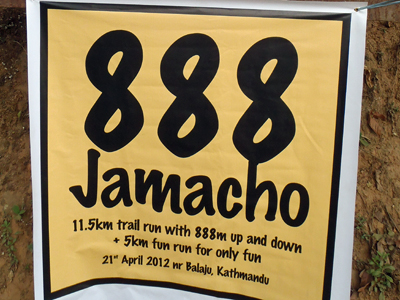 888
Jamacho
11.5km trail run with 888m up and down
+ 5km fun run for only fun
21st April 2012 nr Balaju, Kathmandu